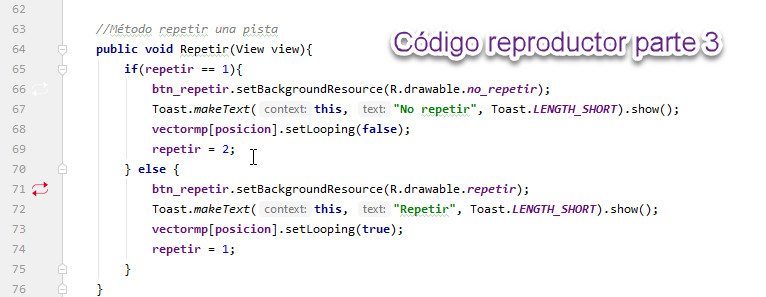 62
63 //Método repetir una pista
Código reproductor parte 3
64 public void Repetir(View view){
65 if(repetir == 1){
66 btn_repetir.setBackgroundResource(R.drawable.no_repetir);
67 Toast.makeText( context: this, text: "No repetir", Toast.LENGTH_SHORT).show();
68 vectormp[posicion].setLooping(false);
69 repetir = 2;
70 } else {
71 btn_repetir.setBackgroundResource(R.drawable.repetir);
72 Toast.makeText( context: this, text: "Repetir", Toast.LENGTH_SHORT).show();
73 vectormp[posicion].setLooping(true);
74 repetir = 1;
75 }
76 }